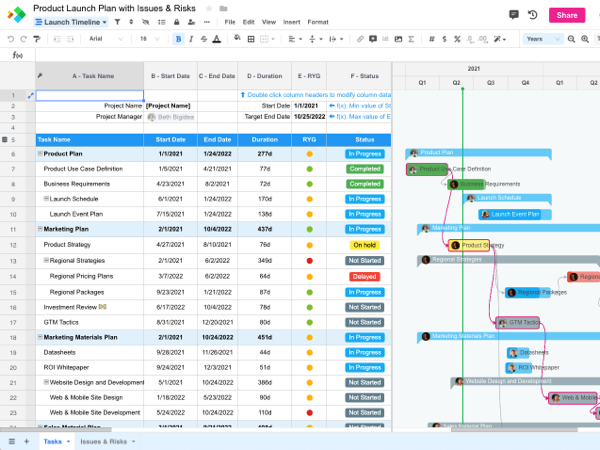 Product Launch Plan with Issues & Risks
Launch Timeline
File Edit View Insert Format
Share
f(x)
Arial 16 B I S A
# $ % .0 .00
Years
A - Task Name B - Start Date C - End Date D - Duration E - RYG F - Status
2021
Q1 Q2 Q3 Q4 Q1
1 Double click column headers to modify column data
2 Project Name [Project Name] Start Date 1/1/2021 f(x): Min value of St
3 Project Manager Beth Bigidea Target End Date 10/25/2022 f(x): Max value of E
4
5 Task Name Start Date End Date Duration RYG Status
6 Product Plan 1/1/2021 1/24/2022 277d In Progress Product Plan
7 Product Use Case Definition 1/5/2021 4/21/2021 77d Completed Product Use Case Definition
8 Business Requirements 4/23/2021 8/2/2021 72d Completed Business Requirements
9 Launch Schedule 6/1/2021 1/24/2022 170d In Progress Launch Schedule
10 Launch Event Plan 7/15/2021 1/24/2022 138d In Progress Launch Event Plan
11 Marketing Plan 2/1/2021 10/4/2022 437d In Progress Marketing Plan
12 Product Strategy 4/27/2021 8/10/2021 76d On hold Product Strategy
13 Regional Strategies 2/1/2021 6/2/2022 349d Not Started Regional Strategies
14 Regional Pricing Plans 3/7/2022 6/2/2022 64d Delayed Regional
15 Regional Packages 9/23/2021 1/21/2022 87d In Progress Regional Packages
16 Investment Review 6/17/2022 10/4/2022 78d Not Started
17 GTM Tactics 8/31/2021 12/20/2021 80d Not Started GTM Tactics
18 Marketing Materials Plan 2/1/2021 10/24/2022 451d In Progress Marketing Materials Plan
19 Datasheets 9/28/2021 11/26/2021 44d In Progress Datasheets
20 ROI Whitepaper 9/24/2021 12/3/2021 51d In Progress ROI Whitepaper
21 Website Design and Development 5/1/2021 10/24/2022 386d Not Started Website Design and Development
22 Web & Mobile Site Design 1/18/2022 5/23/2022 90d Not Started Web & Mobile
23 Web & Mobile Site Development 5/24/2022 10/24/2022 110d Not Started
Tasks Issues & Risks